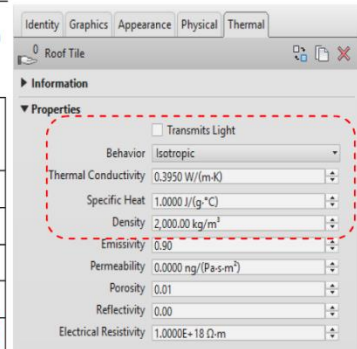 Identity Graphics Appearance Physical Thermal
0 Roof Tile
Information
Properties
Transmits Light
Behavior Isotropic
Thermal Conductivity 0.3950 W/(m·K)
Specific Heat 1.0000 J/(g·°C)
Density 2,000.00 kg/m³
Emissivity 0.90
Permeability 0.0000 ng/(Pa·s·m²)
Porosity 0.01
Reflectivity 0.00
Electrical Resistivity 1.0000E+18 Ω·m